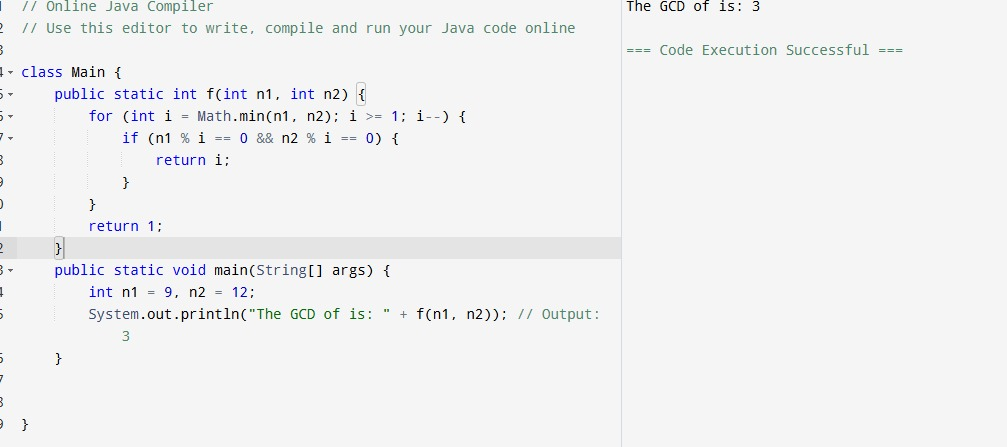 // Online Java Compiler
// Use this editor to write, compile and run your Java code online
class Main {
public static int f(int n1, int n2) {
for (int i = Math.min(n1, n2); i >= 1; i--) {
if (n1 % i == 0 && n2 % i == 0) {
return i;
}
}
return 1;
}
public static void main(String[] args) {
int n1 = 9, n2 = 12;
System.out.println("The GCD of is: " + f(n1, n2)); // Output:
3
}
}
The GCD of is: 3
=== Code Execution Successful ===